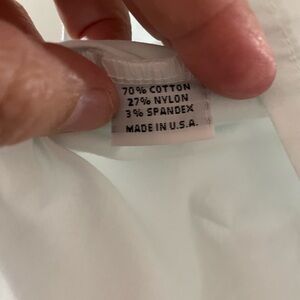 70% COTTON
27% NYLON
3% SPANDEX
MADE IN U.S.A.